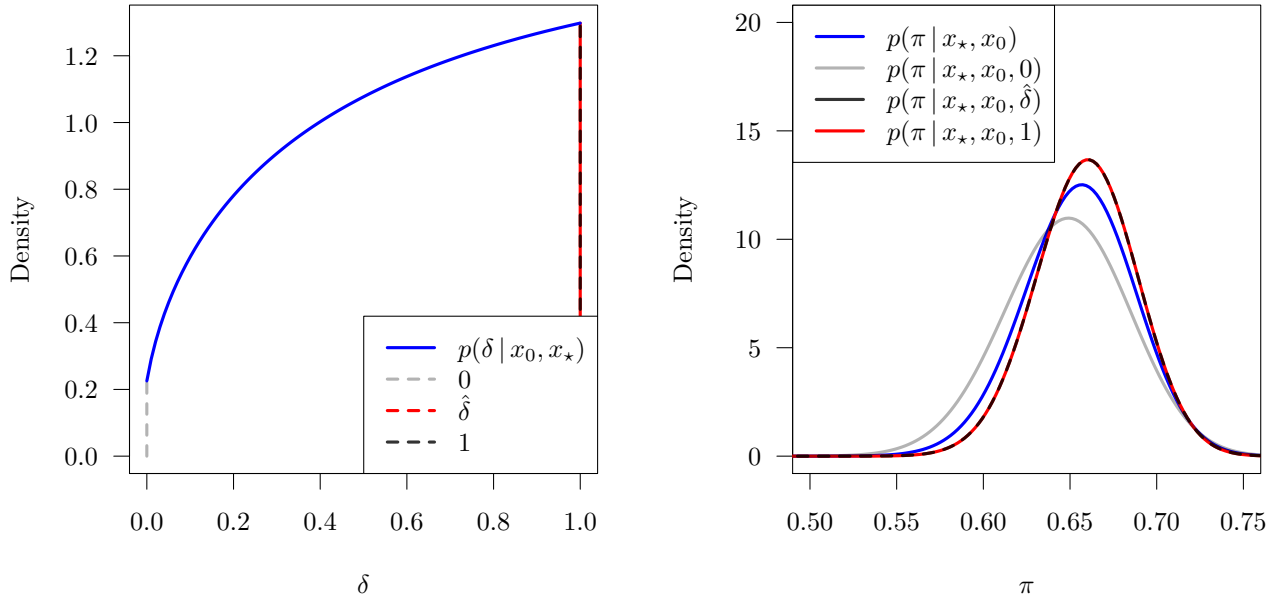 Density
1.2
1.0
0.8
0.6
0.4
0.2
0.0
p(δ | x₀, x⋆)
0
δ̂
1
0.0 0.2 0.4 0.6 0.8 1.0
δ
Density
20
15
10
5
0
p(π | x⋆, x₀)
p(π | x⋆, x₀, 0)
p(π | x⋆, x₀, δ̂)
p(π | x⋆, x₀, 1)
0.50 0.55 0.60 0.65 0.70 0.75
π